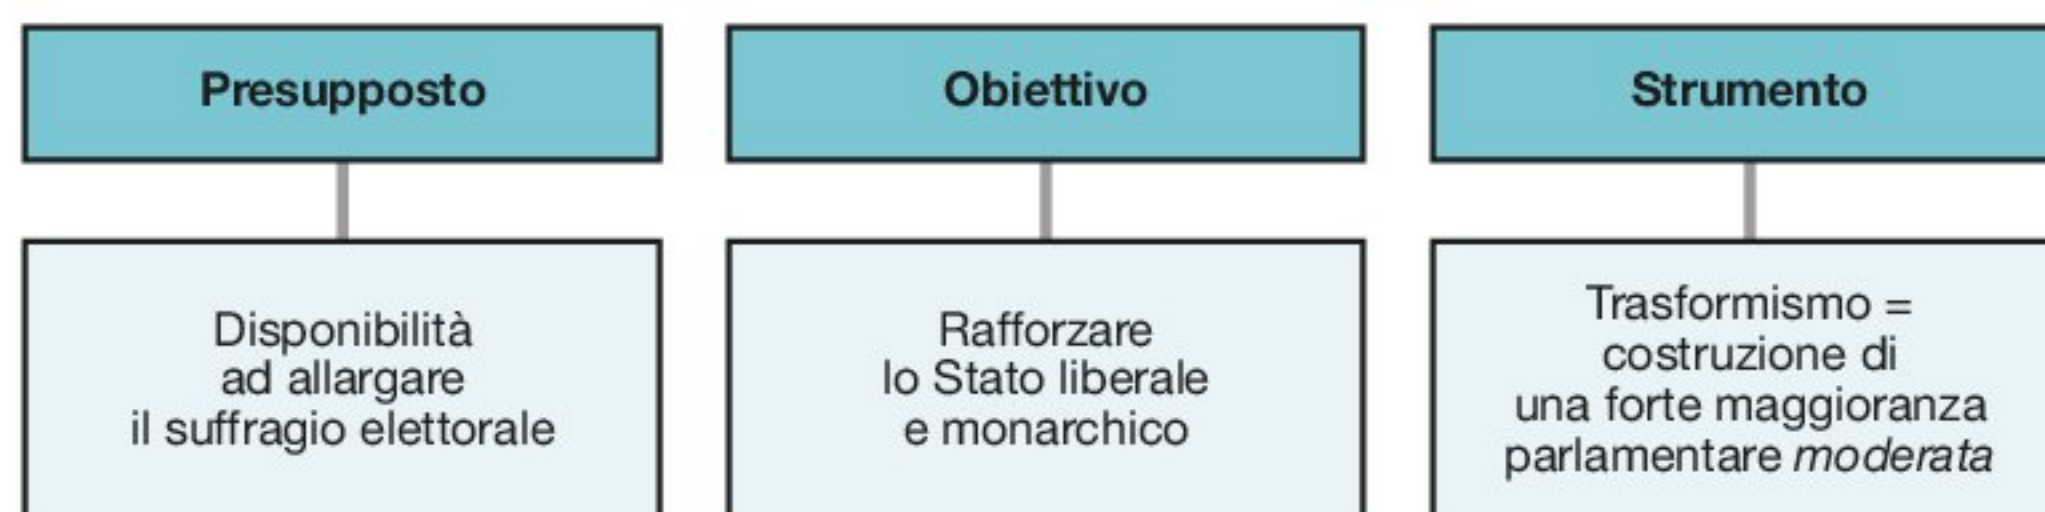 Presupposto
Obiettivo
Strumento
Disponibilità
ad allargare
il suffragio elettorale
Rafforzare
lo Stato liberale
e monarchico
Trasformismo =
costruzione di
una forte maggioranza
parlamentare moderata